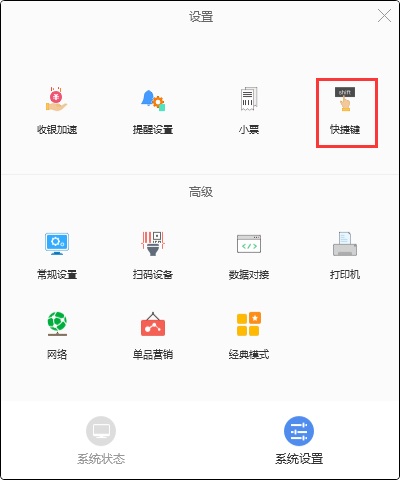 设置
收银加速 提醒设置 小票 shift 快捷键
高级
常规设置 扫码设备 数据对接 打印机
网络 单品营销 经典模式
系统状态 系统设置